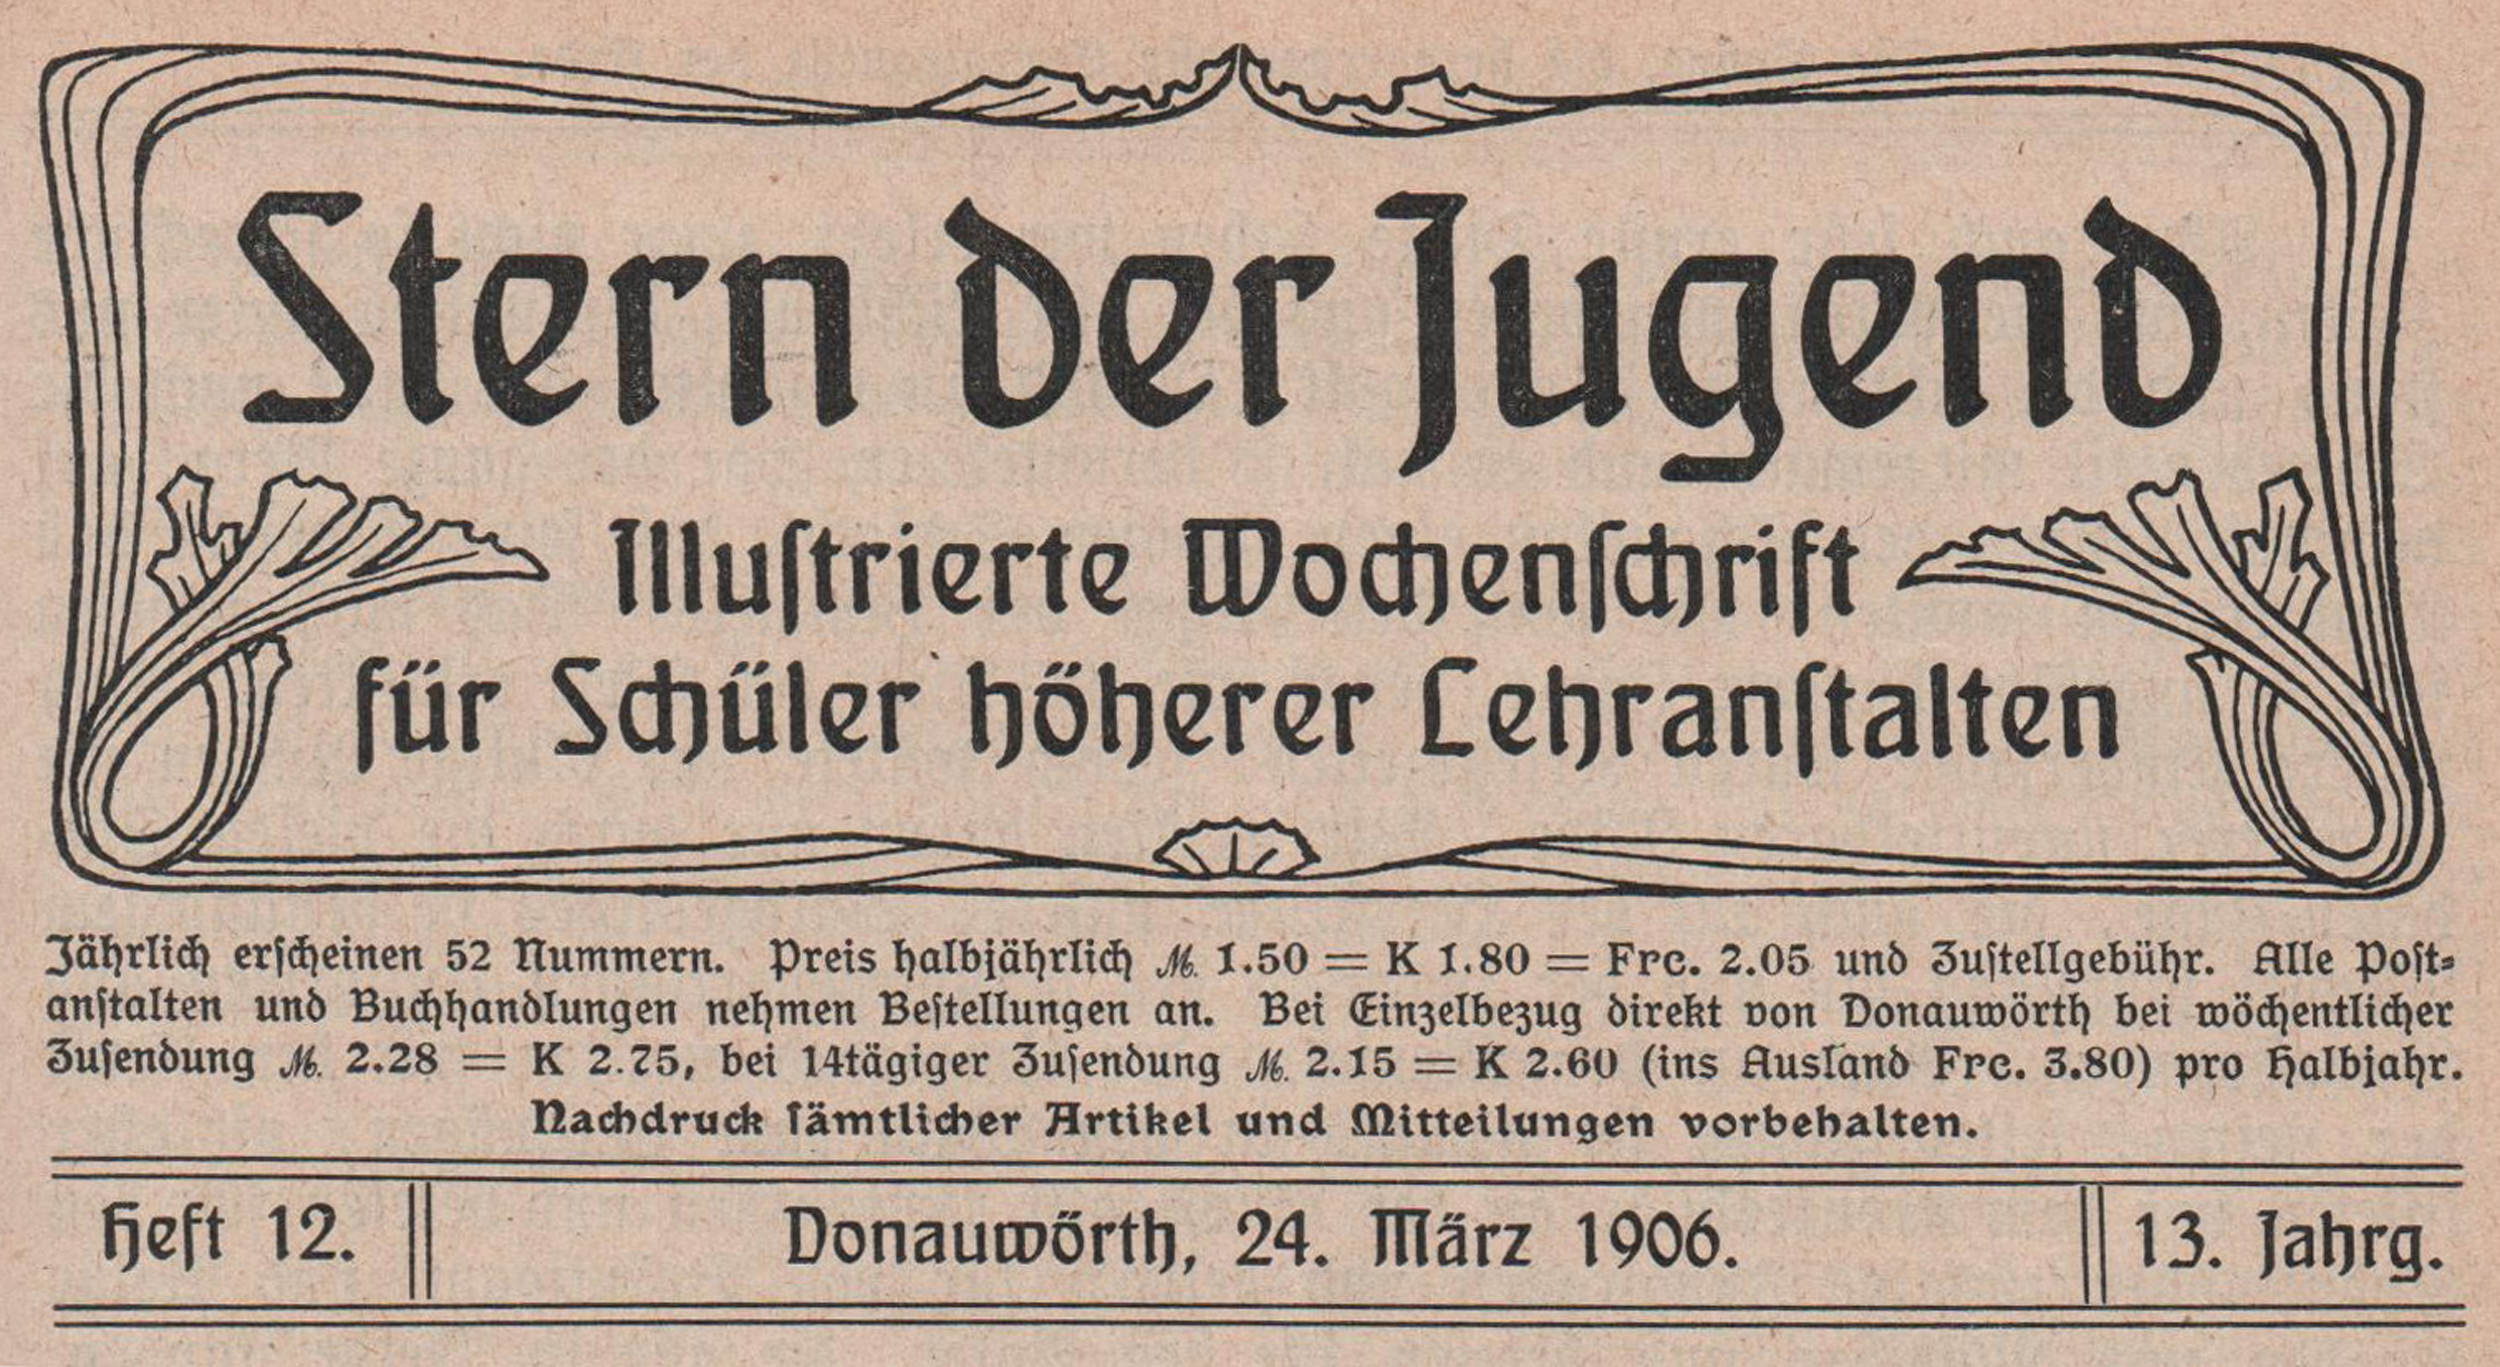 Stern der Jugend
Illuſtrierte Wochenſchrift
für Schüler höherer Lehranſtalten
Jährlich erſcheinen 52 Nummern. Preis halbjährlich ℳ. 1.50 = K 1.80 = Frc. 2.05 und Zuſtellgebühr. Alle Poſt-
anſtalten und Buchhandlungen nehmen Beſtellungen an. Bei Einzelbezug direkt von Donauwörth bei wöchentlicher
Zuſendung ℳ. 2.28 = K 2.75, bei 14tägiger Zuſendung ℳ. 2.15 = K 2.60 (ins Ausland Frc. 3.80) pro Halbjahr.
Nachdruck ſämtlicher Artikel und Mitteilungen vorbehalten.
Heft 12. Donauwörth, 24. März 1906. 13. Jahrg.